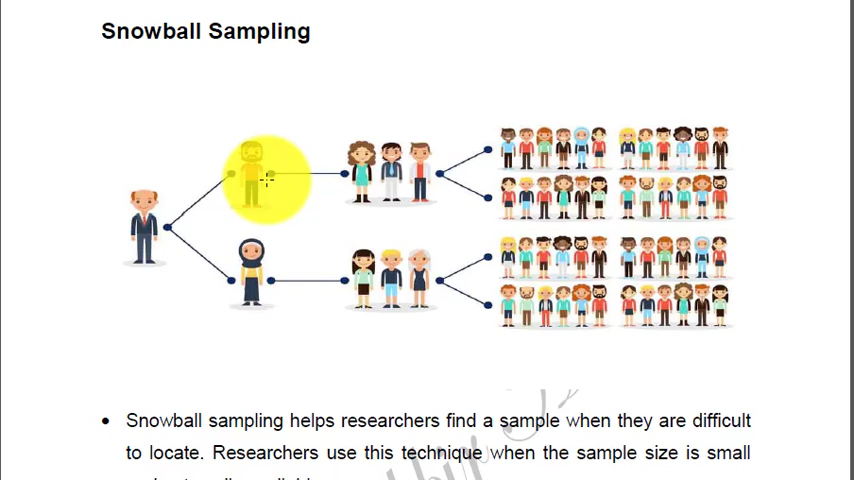 Snowball Sampling
Snowball sampling helps researchers find a sample when they are difficult
to locate. Researchers use this technique when the sample size is small